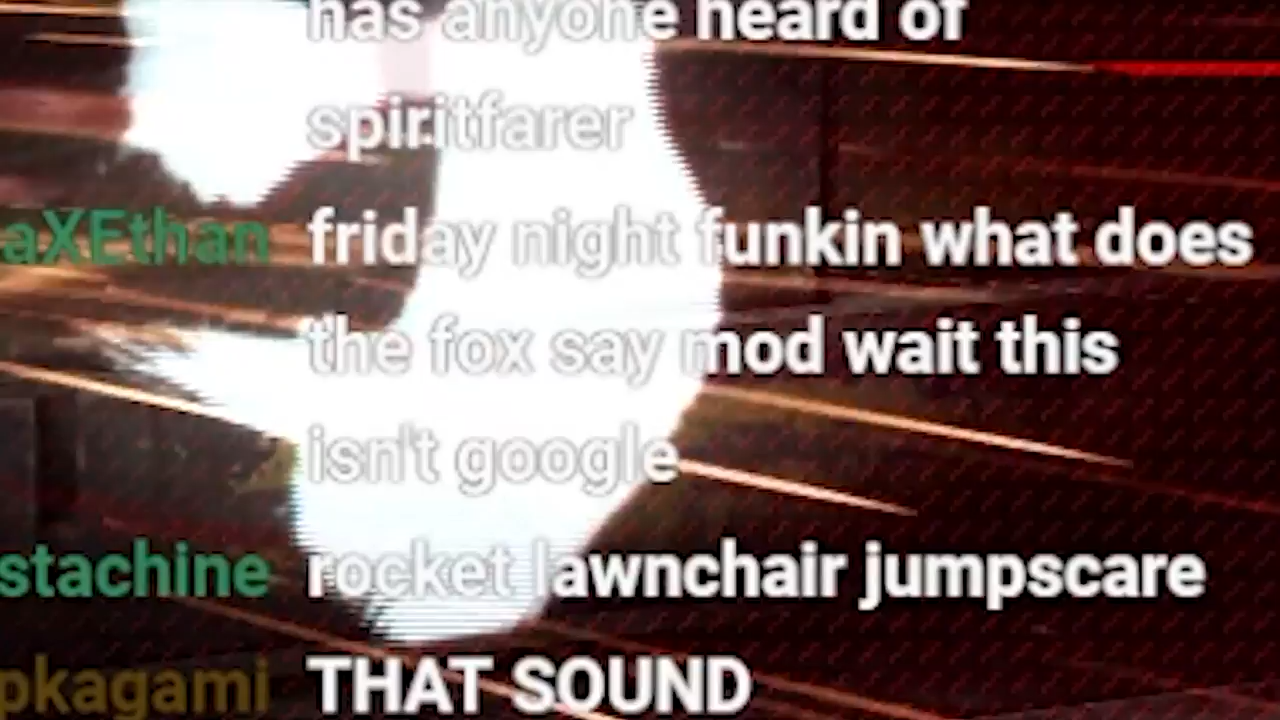 has anyone heard of
spiritfarer
aXEthan friday night funkin what does
the fox say mod wait this
isn't google
stachine rocket lawnchair jumpscare
pkagami THAT SOUND